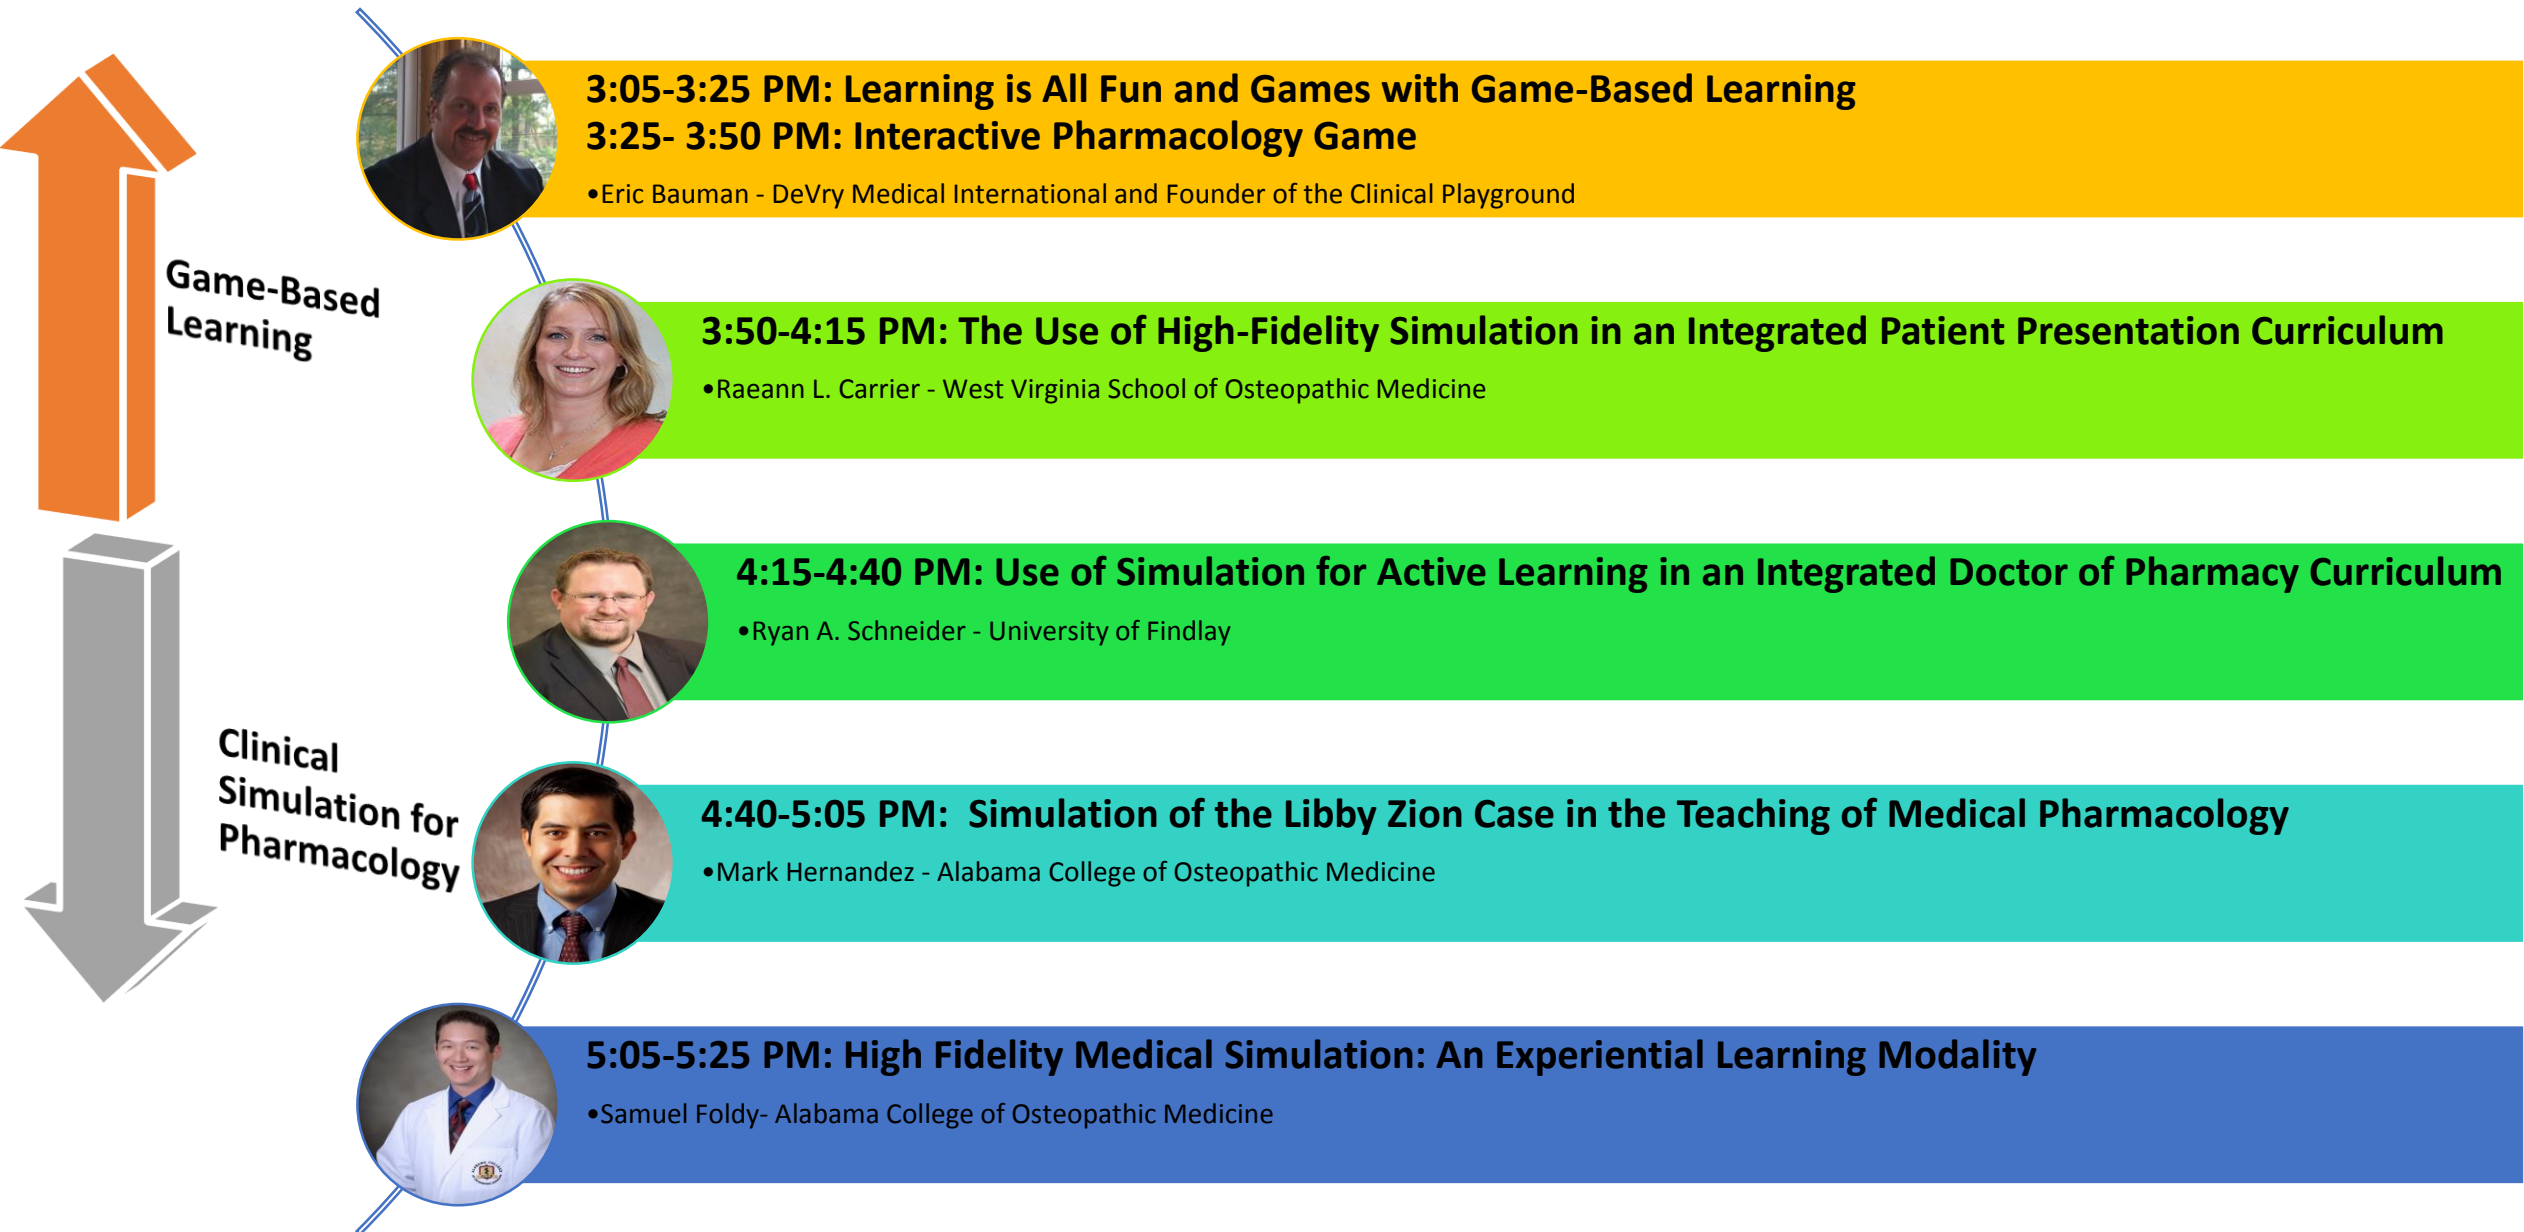 3:05-3:25 PM: Learning is All Fun and Games with Game-Based Learning
3:25- 3:50 PM: Interactive Pharmacology Game
•Eric Bauman - DeVry Medical International and Founder of the Clinical Playground
Game-Based
Learning
3:50-4:15 PM: The Use of High-Fidelity Simulation in an Integrated Patient Presentation Curriculum
•Raeann L. Carrier - West Virginia School of Osteopathic Medicine
4:15-4:40 PM: Use of Simulation for Active Learning in an Integrated Doctor of Pharmacy Curriculum
•Ryan A. Schneider - University of Findlay
Clinical
Simulation for
Pharmacology
4:40-5:05 PM:  Simulation of the Libby Zion Case in the Teaching of Medical Pharmacology
•Mark Hernandez - Alabama College of Osteopathic Medicine
5:05-5:25 PM: High Fidelity Medical Simulation: An Experiential Learning Modality
•Samuel Foldy- Alabama College of Osteopathic Medicine